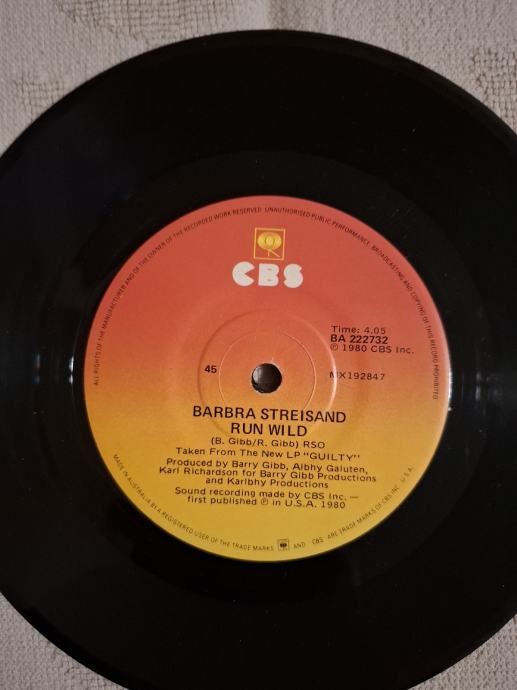 ALL RIGHTS OF THE MANUFACTURER AND OF THE OWNER OF THE RECORDED WORK RESERVED. UNAUTHORISED PUBLIC PERFORMANCE, BROADCASTING AND COPYING OF THIS RECORD PROHIBITED
CBS
Time: 4.05
BA 222732
℗ 1980 CBS Inc.
45
MX192847
BARBRA STREISAND
RUN WILD
(B. Gibb/R. Gibb) RSO
Taken From The New LP "GUILTY"
Produced by Barry Gibb, Albhy Galuten,
Karl Richardson for Barry Gibb Productions
and Karlbhy Productions
Sound recording made by CBS Inc. —
first published ℗ in U.S.A. 1980
MADE IN AUSTRALIA BY A REGISTERED USER OF THE TRADE MARKS AND CBS ARE TRADE MARKS OF CBS INC. U.S.A.